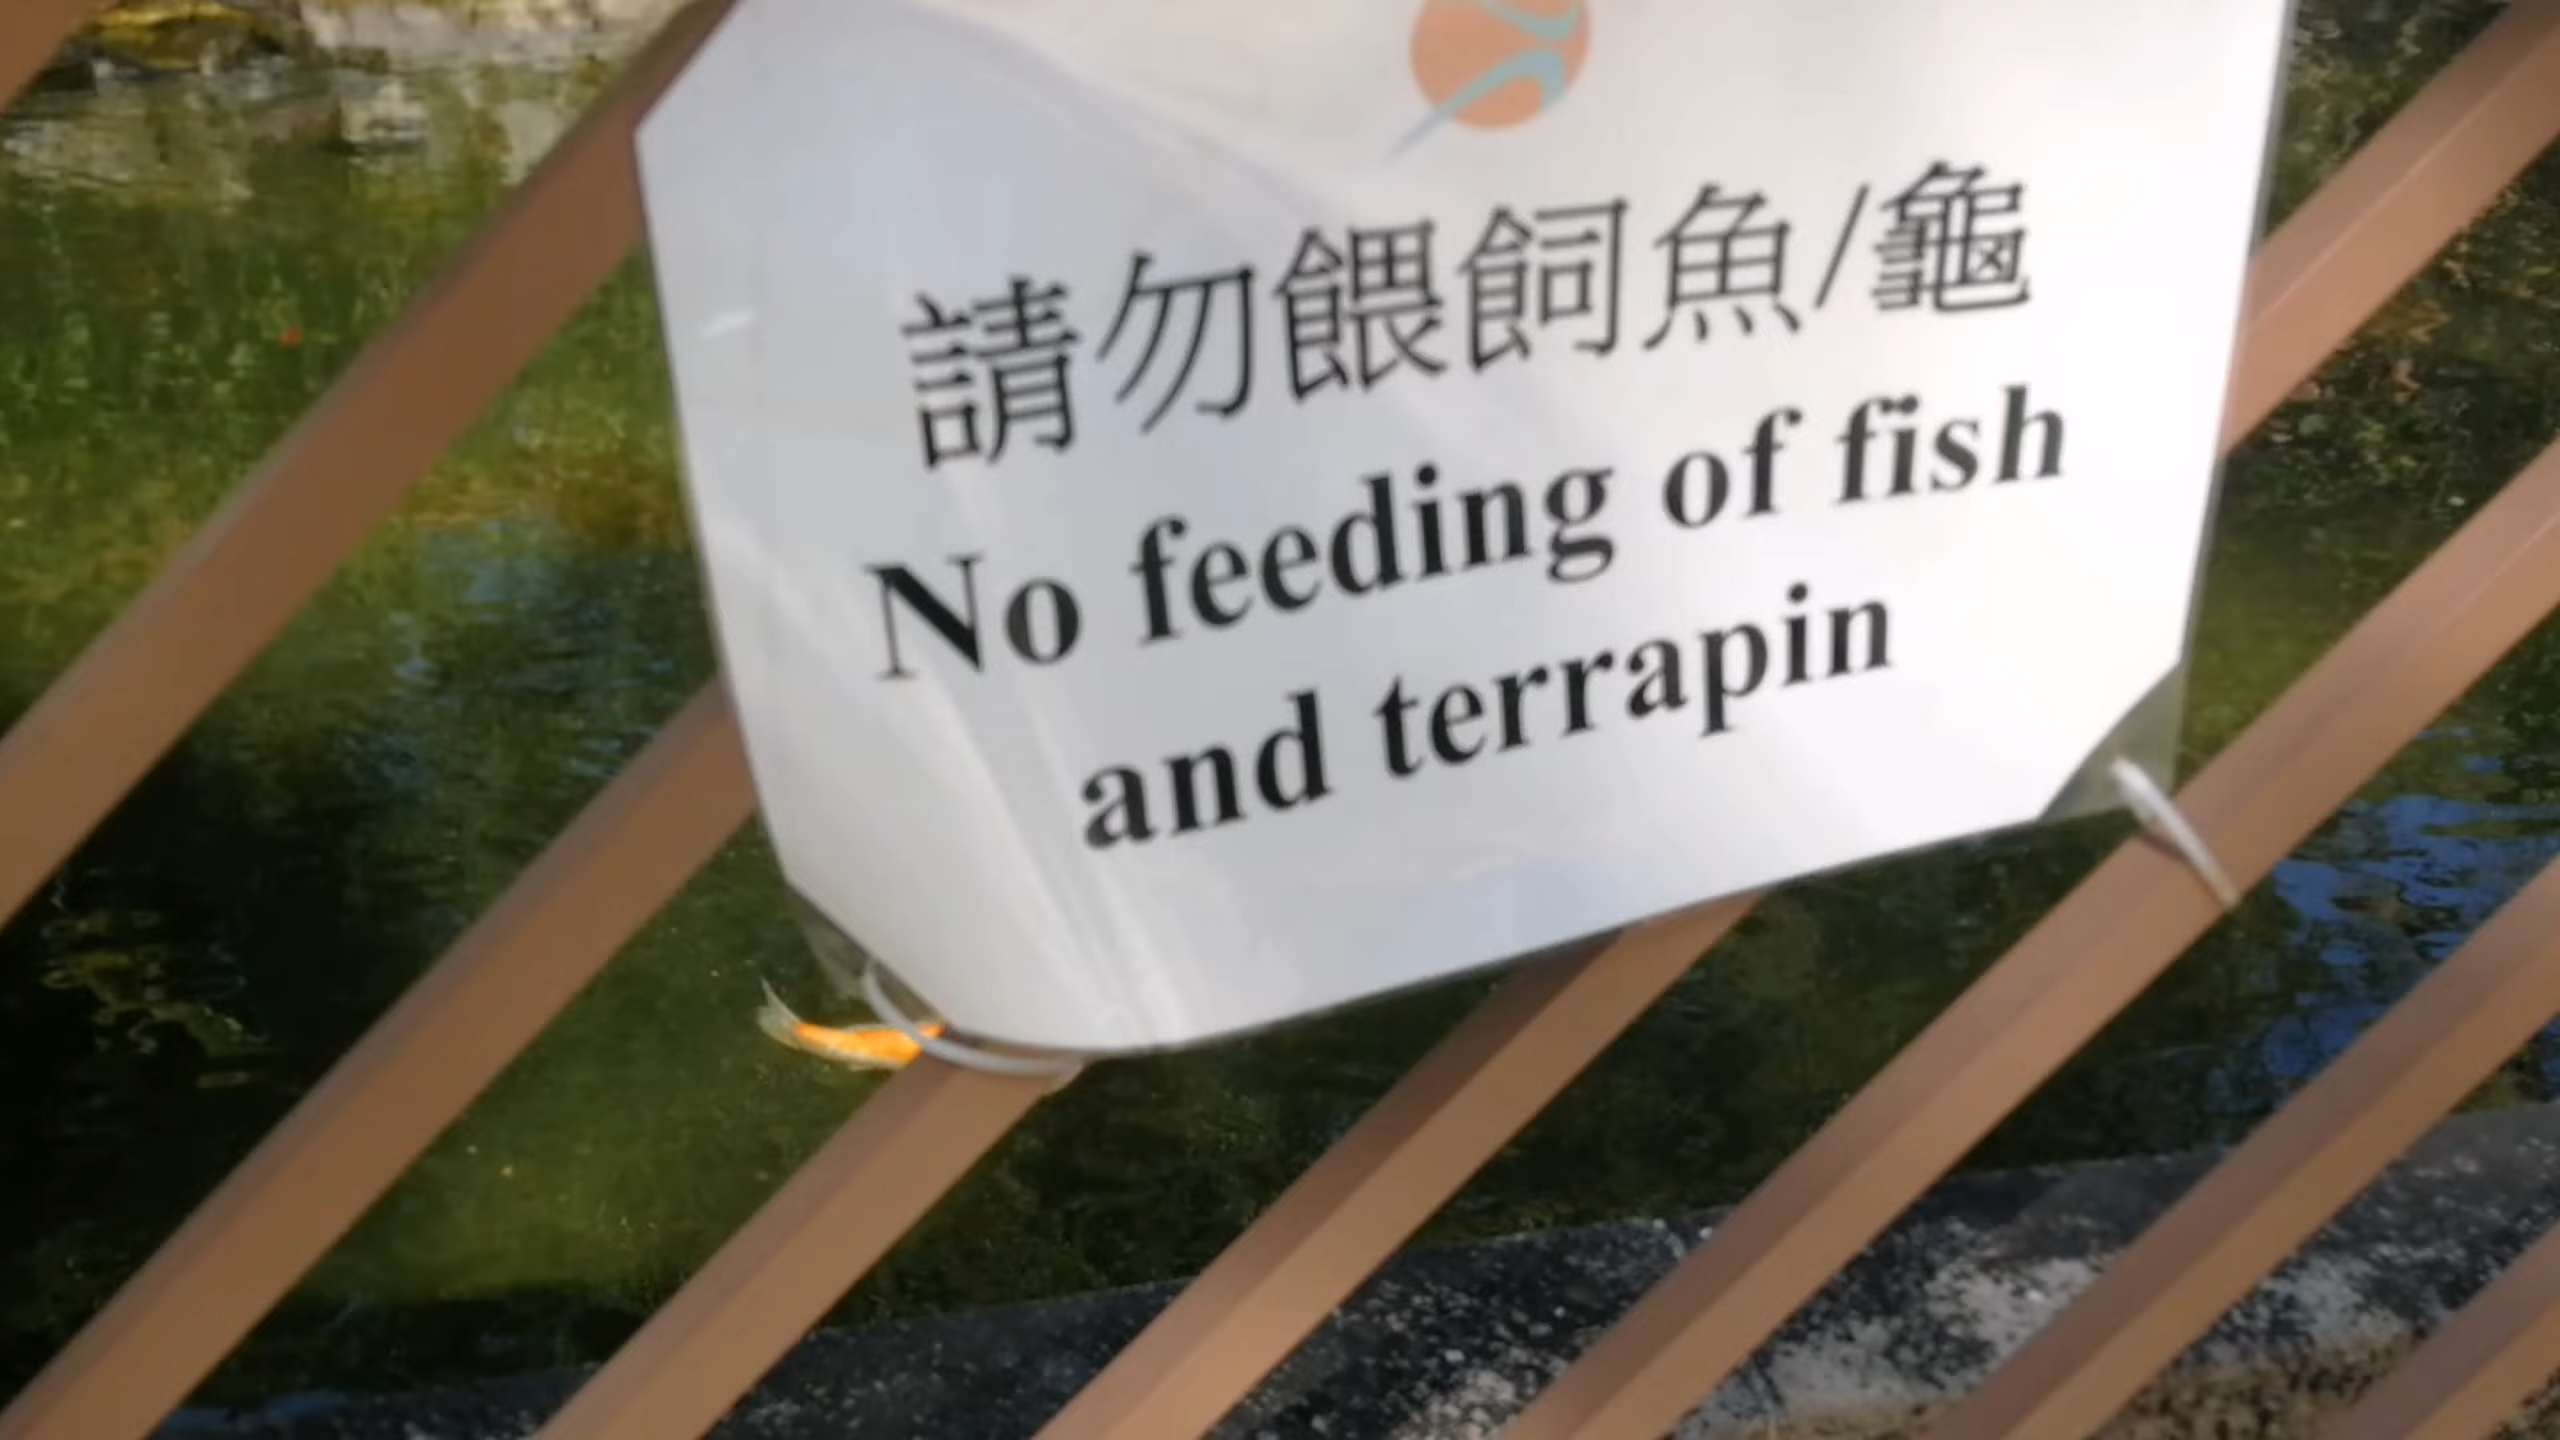 請勿餵飼魚/龜
No feeding of fish
and terrapin